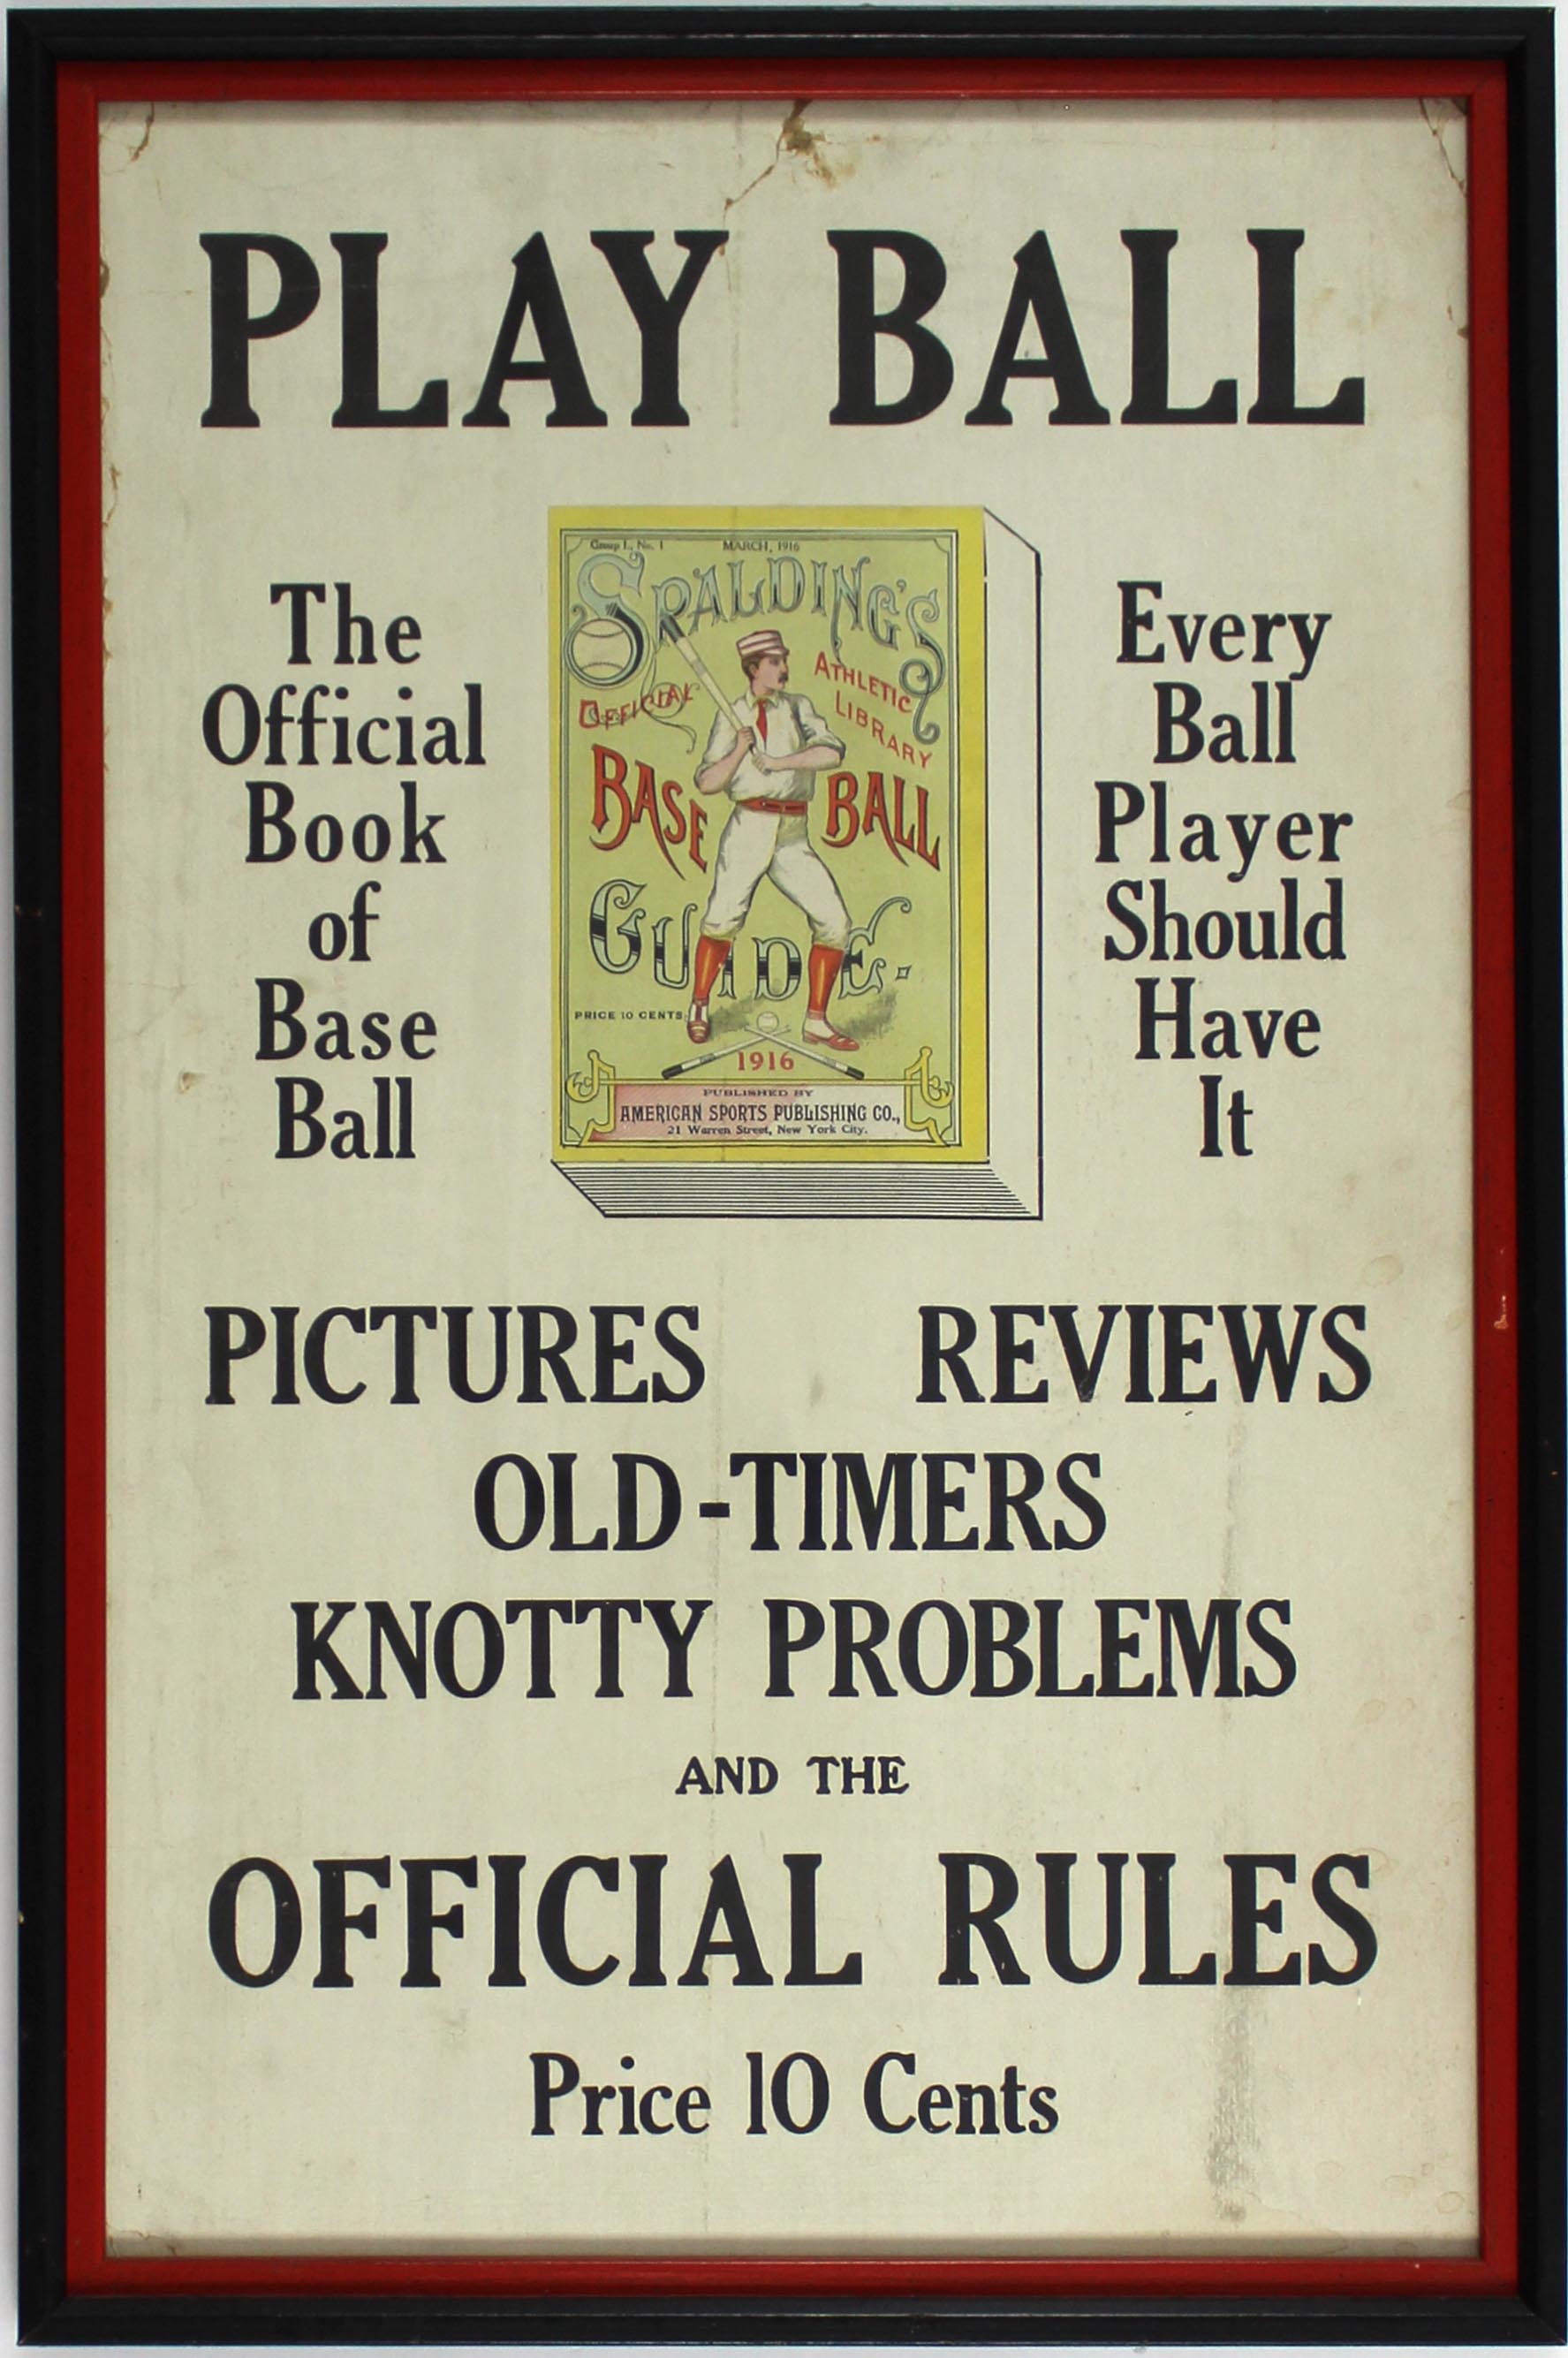 PLAY BALL
The
Official
Book
of
Base
Ball
Group I., No. 1 MARCH, 1916
SPALDING'S
OFFICIAL
ATHLETIC
LIBRARY
BASE BALL
GUIDE.
PRICE 10 CENTS
1916
PUBLISHED BY
AMERICAN SPORTS PUBLISHING CO.,
21 Warren Street, New York City.
Every
Ball
Player
Should
Have
It
PICTURES REVIEWS
OLD-TIMERS
KNOTTY PROBLEMS
AND THE
OFFICIAL RULES
Price 10 Cents